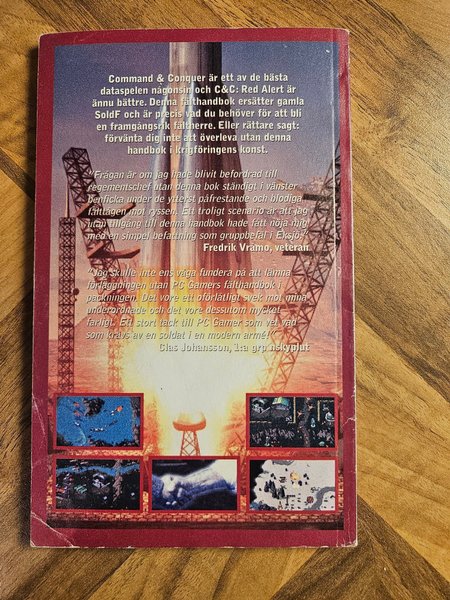 Command & Conquer är ett av de bästa
dataspelen någonsin och C&C: Red Alert är
ännu bättre. Denna fälthandbok ersätter gamla
SoldF och är precis vad du behöver för att bli
en framgångsrik fältherre. Eller rättare sagt:
förvänta dig inte att överleva utan denna
handbok i krigföringens konst.
"Frågan är om jag hade blivit befordrad till
regementschef utan denna bok ständigt i vänster
benficka under de ytterst påfrestande och blodiga
fälttågen mot ryssen. Ett troligt scenario är att jag
utan tillgång till denna handbok hade fått nöja mig
med en simpel befattning som gruppbefäl i Eksjö"
Fredrik Vramo, veteran
"Jag skulle inte ens våga fundera på att lämna
förläggningen utan PC Gamers fälthandbok i
packningen. Det vore ett oförlåtligt svek mot mina
underordnade och det vore dessutom mycket
farligt. Ett stort tack till PC Gamer som vet vad
som krävs av en soldat i en modern armé!"
Clas Johansson, 1:a grp nskyplut